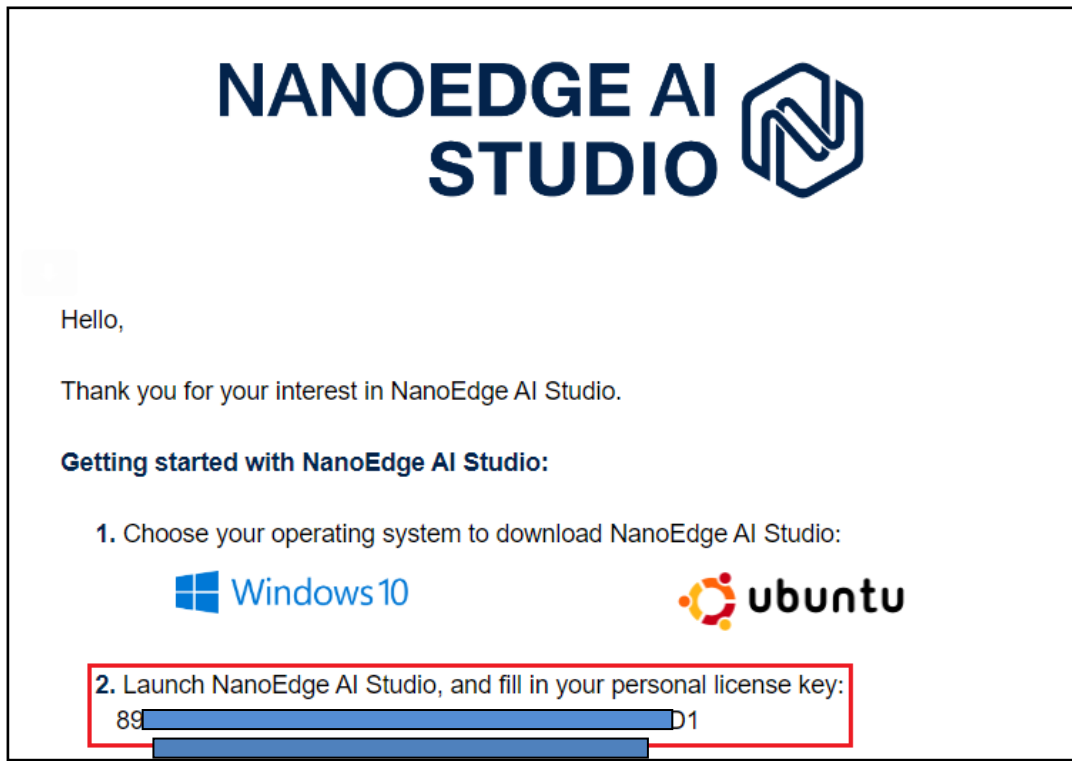 NANOEDGE AI
STUDIO
Hello,
Thank you for your interest in NanoEdge AI Studio.
Getting started with NanoEdge AI Studio:
1. Choose your operating system to download NanoEdge AI Studio:
Windows 10 ubuntu
2. Launch NanoEdge AI Studio, and fill in your personal license key:
89 D1